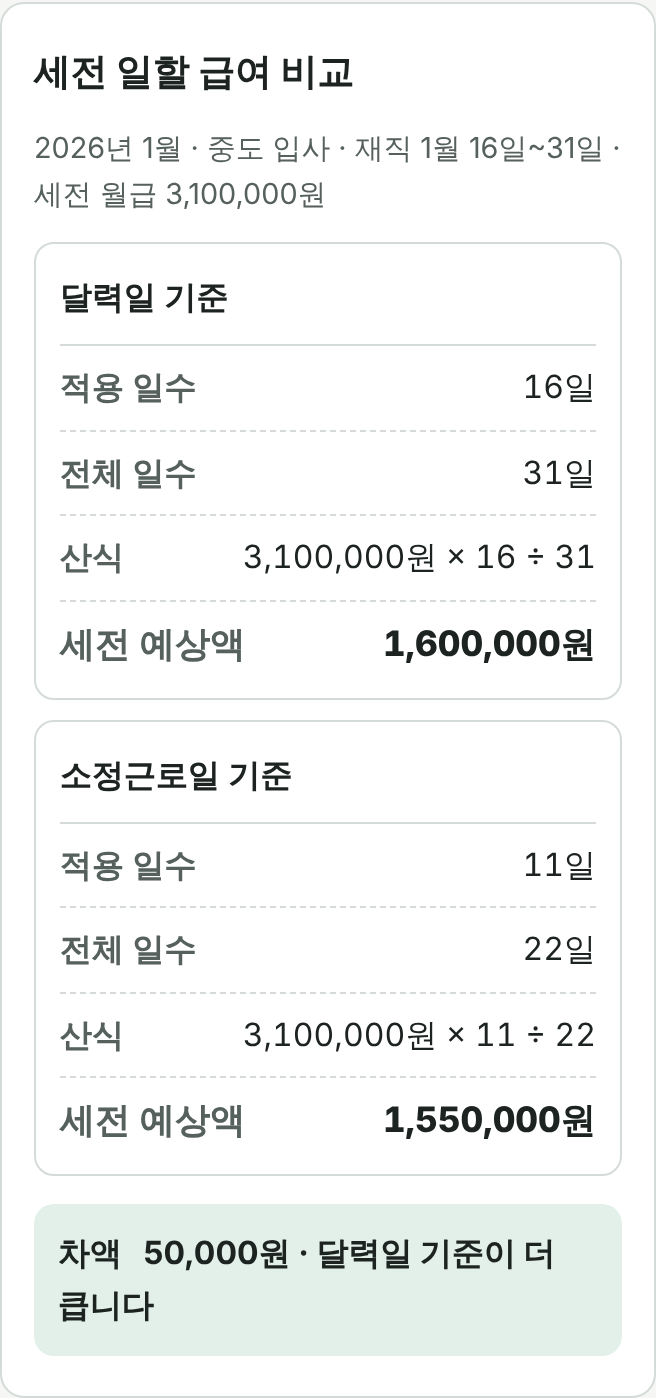 세전 일할 급여 비교
2026년 1월 · 중도 입사 · 재직 1월 16일~31일 ·
세전 월급 3,100,000원
달력일 기준
적용 일수 16일
전체 일수 31일
산식 3,100,000원 × 16 ÷ 31
세전 예상액 1,600,000원
소정근로일 기준
적용 일수 11일
전체 일수 22일
산식 3,100,000원 × 11 ÷ 22
세전 예상액 1,550,000원
차액 50,000원 · 달력일 기준이 더
큽니다